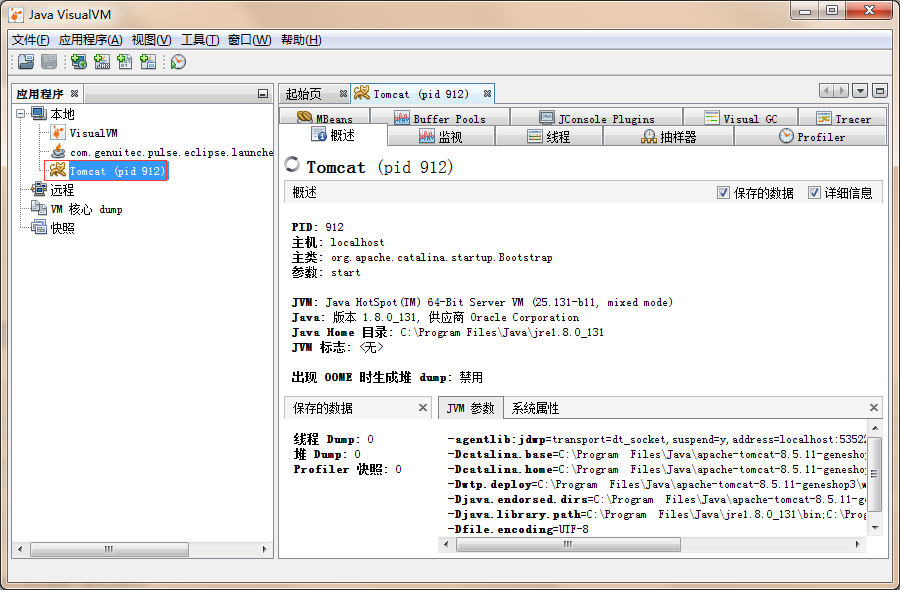 Java VisualVM
文件(F) 应用程序(A) 视图(V) 工具(T) 窗口(W) 帮助(H)
应用程序
本地
VisualVM
com.genuitec.pulse.eclipse.launche
Tomcat (pid 912)
远程
VM 核心 dump
快照
起始页 Tomcat (pid 912)
MBeans Buffer Pools JConsole Plugins Visual GC Tracer
概述 监视 线程 抽样器 Profiler
Tomcat (pid 912)
概述 保存的数据 详细信息
PID: 912
主机: localhost
主类: org.apache.catalina.startup.Bootstrap
参数: start
JVM: Java HotSpot(TM) 64-Bit Server VM (25.131-b11, mixed mode)
Java: 版本 1.8.0_131, 供应商 Oracle Corporation
Java Home 目录: C:\Program Files\Java\jre1.8.0_131
JVM 标志: <无>
出现 OOME 时生成堆 dump: 禁用
保存的数据
线程 Dump: 0
堆 Dump: 0
Profiler 快照: 0
JVM 参数 系统属性
-agentlib:jdwp=transport=dt_socket,suspend=y,address=localhost:53522
-Dcatalina.base=C:\Program Files\Java\apache-tomcat-8.5.11-geneshop
-Dcatalina.home=C:\Program Files\Java\apache-tomcat-8.5.11-geneshop
-Dwtp.deploy=C:\Program Files\Java\apache-tomcat-8.5.11-geneshop3\w
-Djava.endorsed.dirs=C:\Program Files\Java\apache-tomcat-8.5.11-ge
-Djava.library.path=C:\Program Files\Java\jre1.8.0_131\bin;C:\Prog
-Dfile.encoding=UTF-8